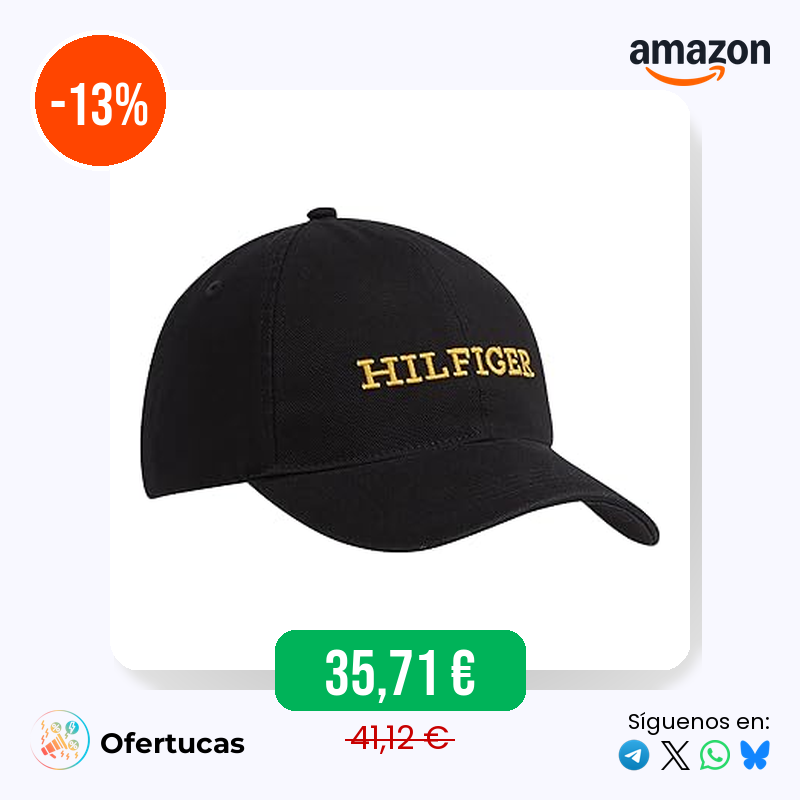 -13%
amazon
HILFIGER
35,71 €
41,12 €
Ofertucas
Síguenos en: